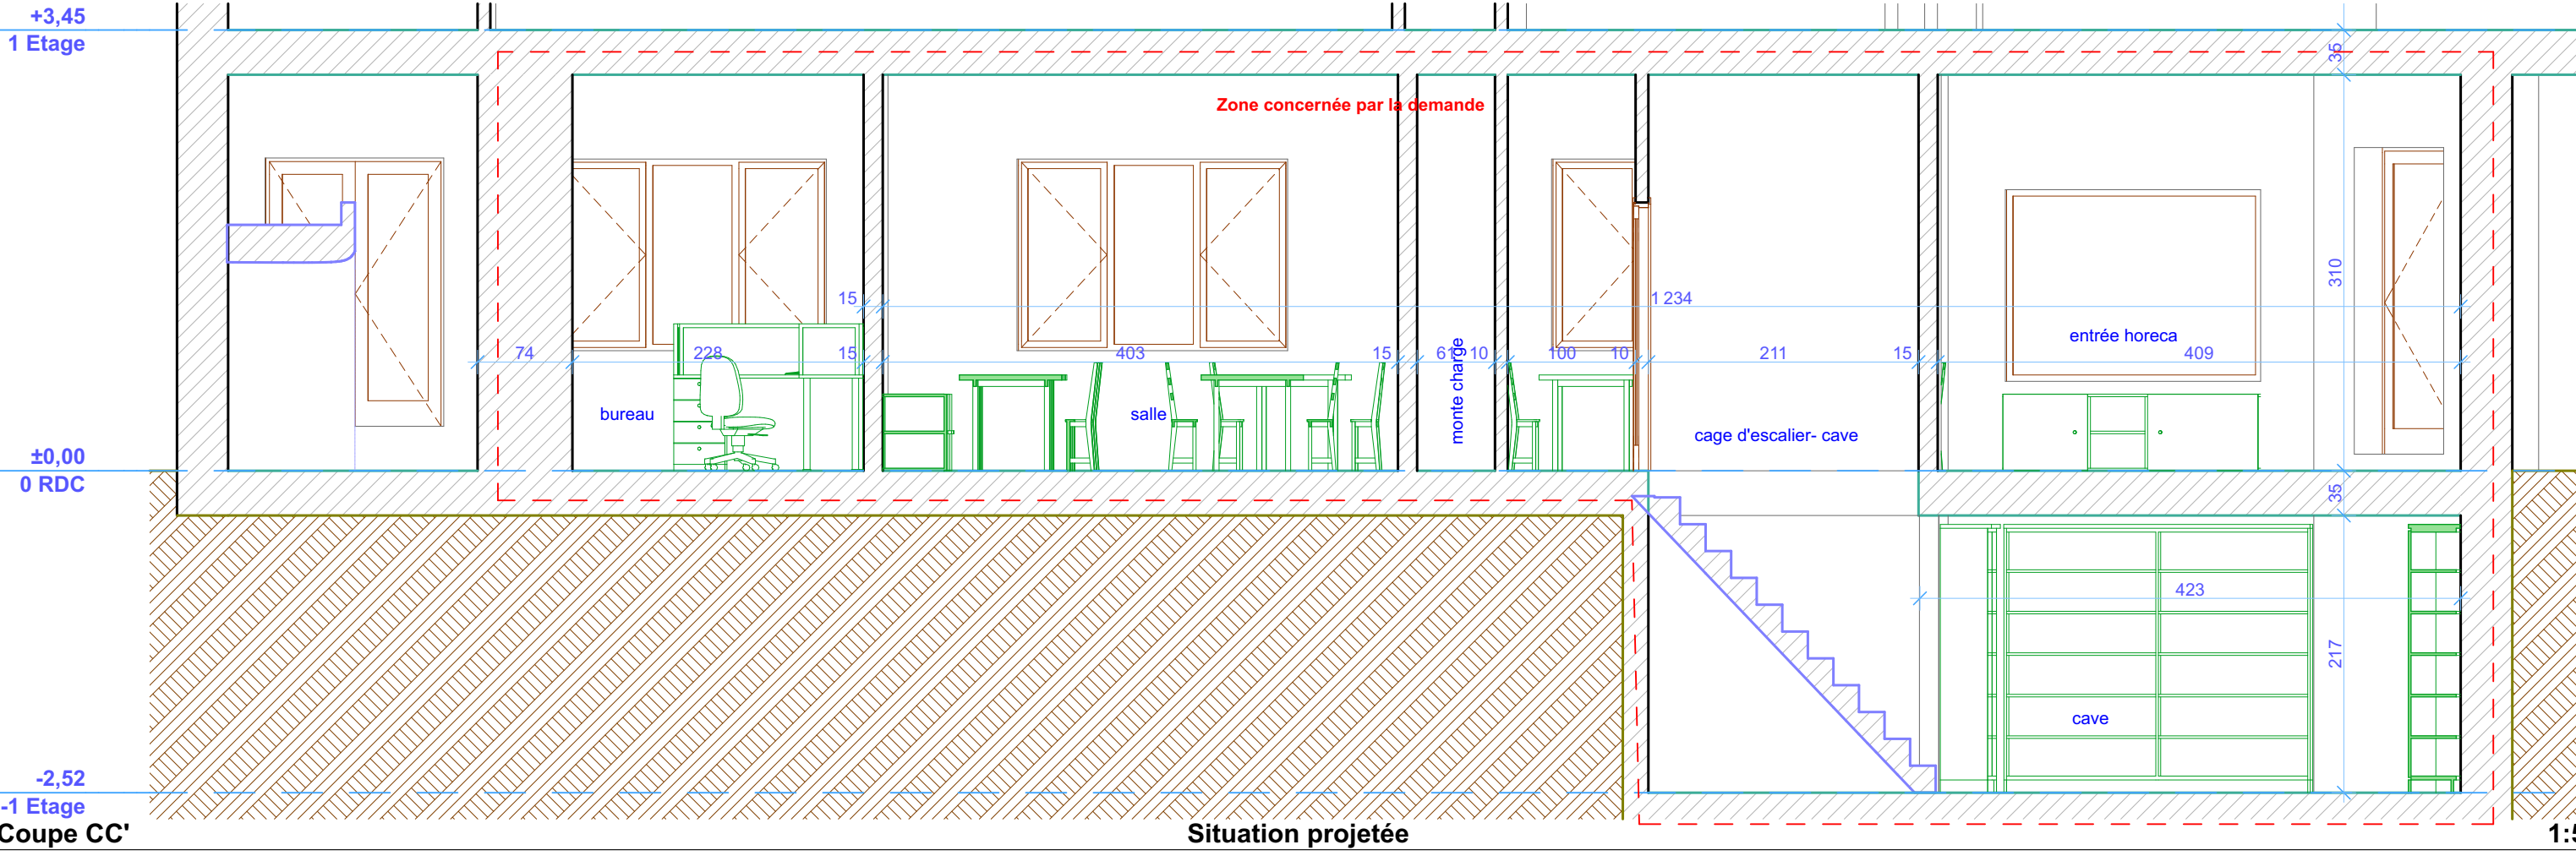 +3,45
1 Etage
35
Zone concernée par la demande
310
15
1 234
entrée horeca
74
228
15
403
15
61
10
100
10
211
15
409
monte charge
bureau
salle
cage d'escalier- cave
±0,00
0 RDC
35
423
217
cave
-2,52
-1 Etage
Coupe CC'
Situation projetée